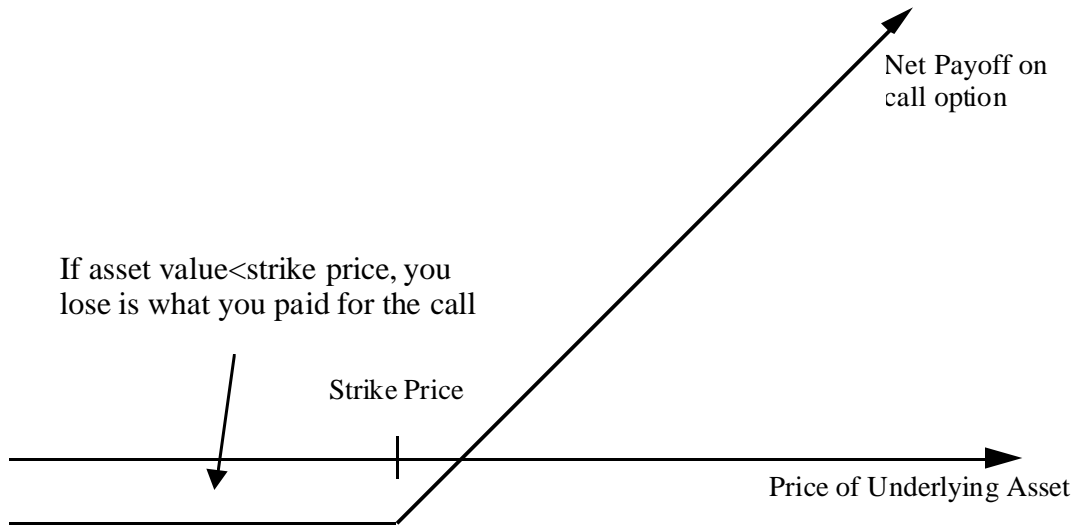 Net Payoff on
call option
If asset value<strike price, you
lose is what you paid for the call
Strike Price
Price of Underlying Asset